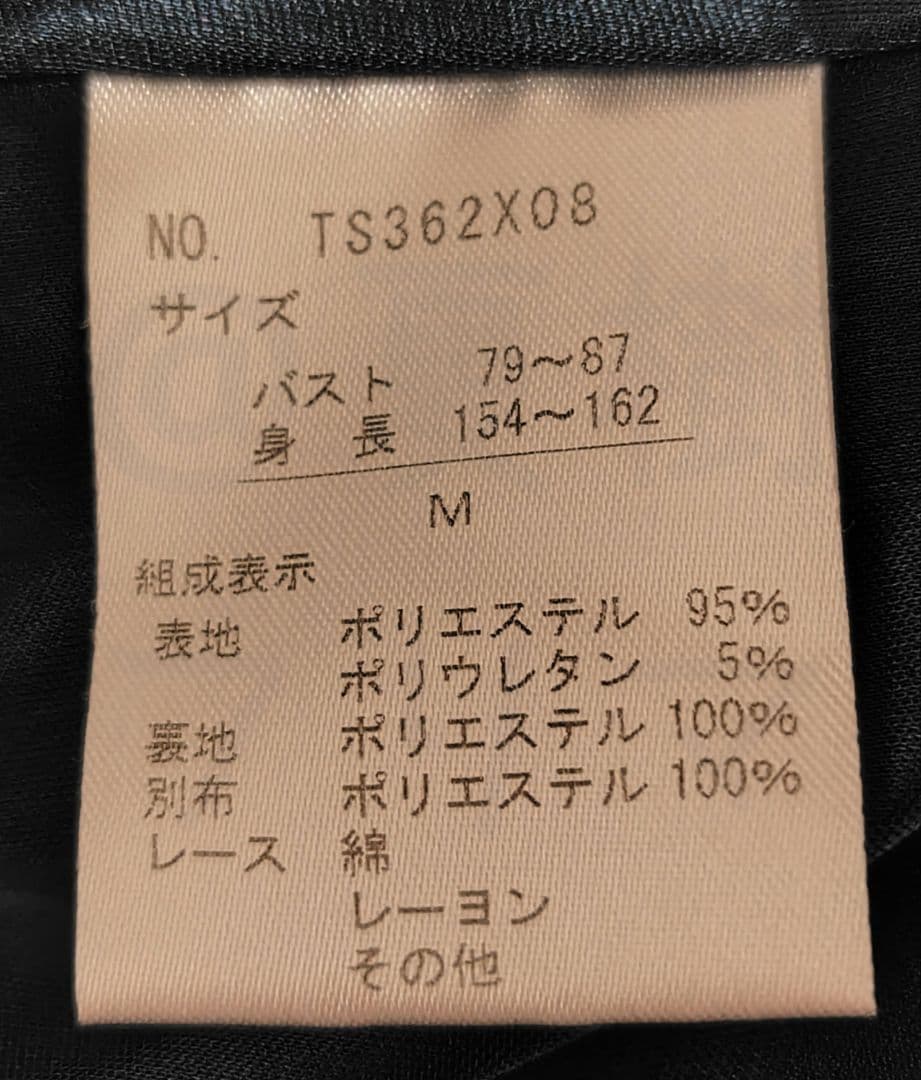 NO. TS362X08
サイズ
バスト 79～87
身長 154～162
M
組成表示
表地 ポリエステル 95%
ポリウレタン 5%
裏地 ポリエステル 100%
別布 ポリエステル 100%
レース 綿
レーヨン
その他